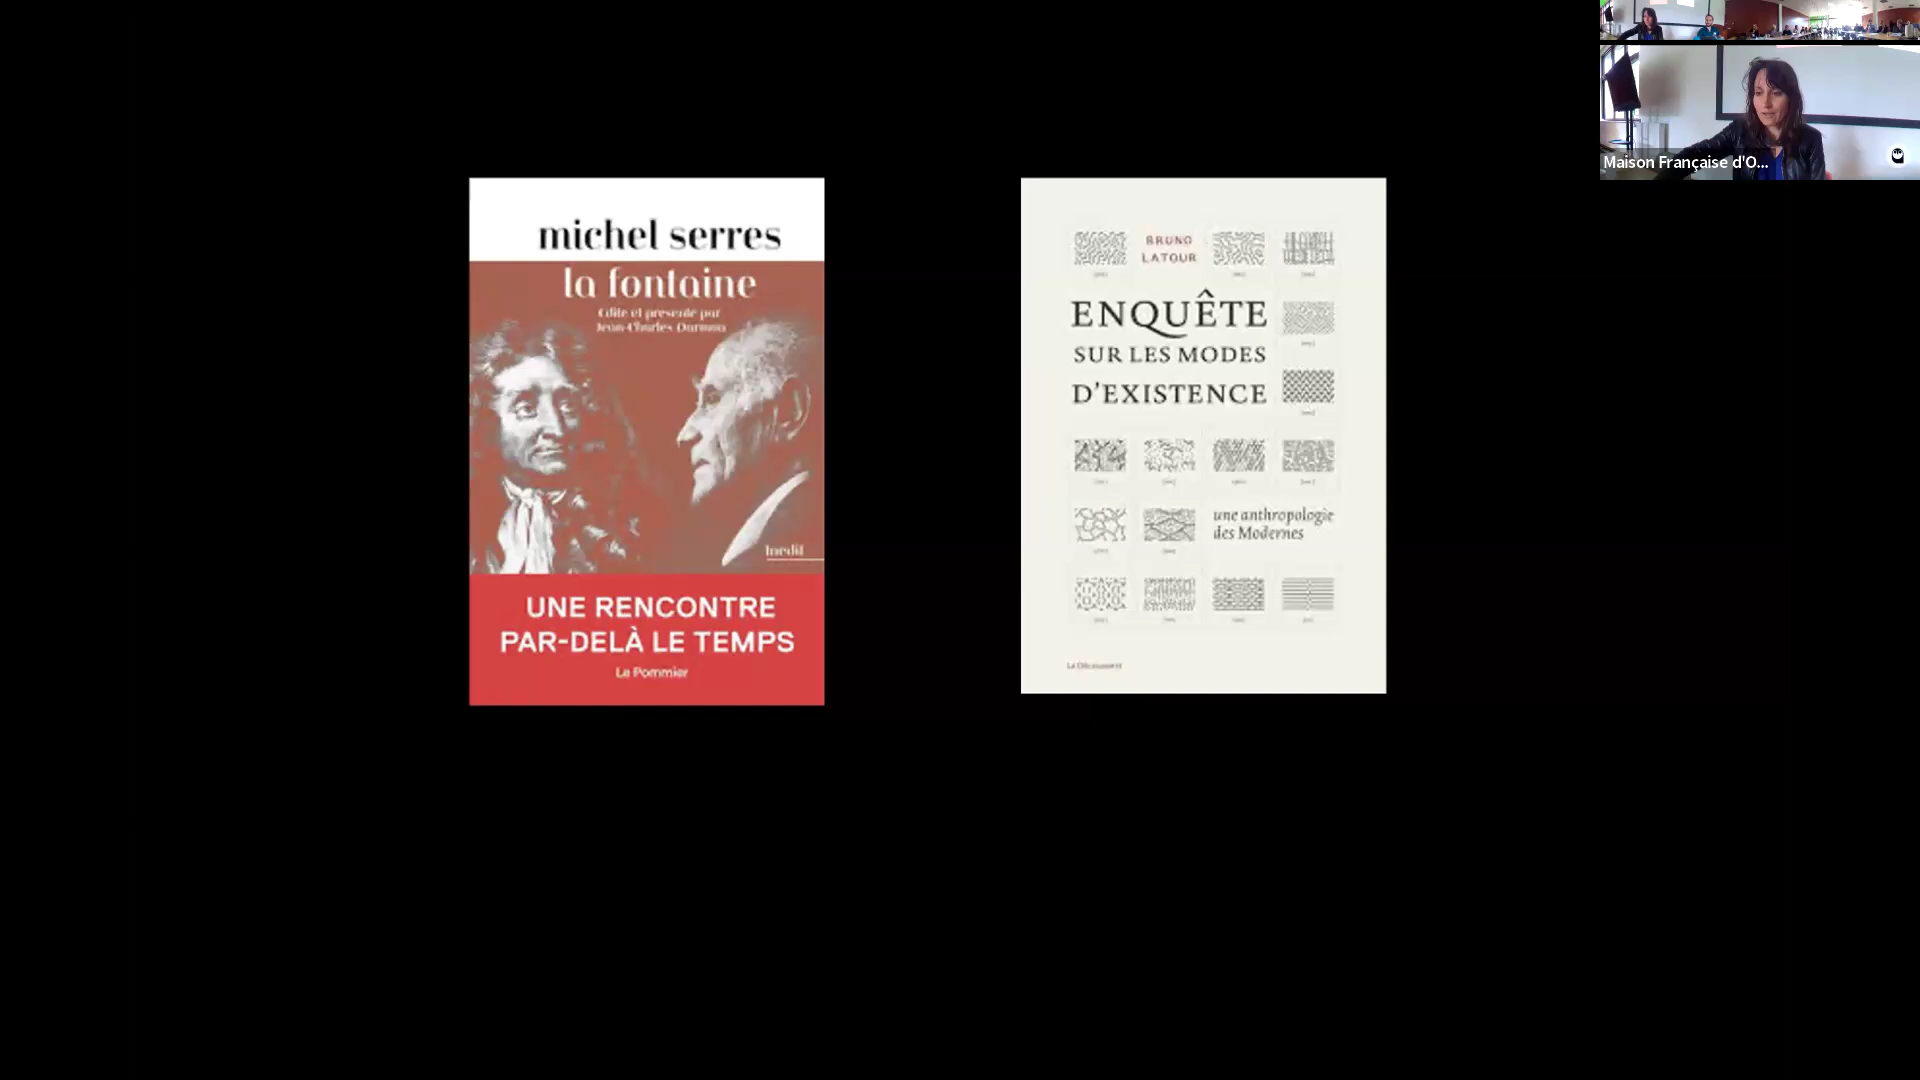 michel serres
la fontaine
Édité et présenté par
Jean-Charles Darmon
Inédit
UNE RENCONTRE
PAR-DELÀ LE TEMPS
Le Pommier
BRUNO
LATOUR
ENQUÊTE
SUR LES MODES
D'EXISTENCE
une anthropologie
des Modernes
La Découverte
Maison Française d'O...